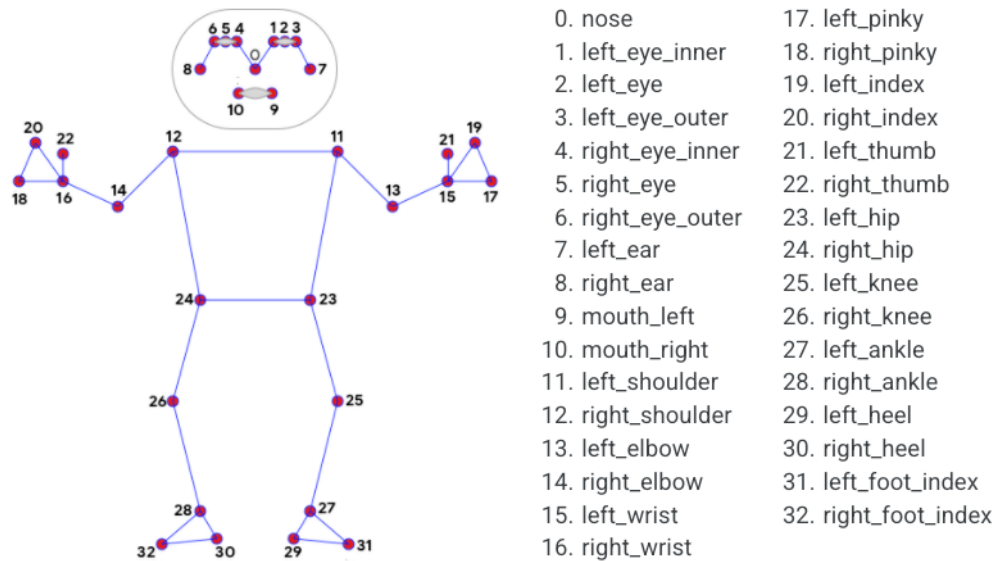 6 5 4 1 2 3
0
8 7
10 9
20 22 12 11 21 19
18 16 14 13 15 17
24 23
26 25
28 27
32 30 29 31
0. nose
1. left_eye_inner
2. left_eye
3. left_eye_outer
4. right_eye_inner
5. right_eye
6. right_eye_outer
7. left_ear
8. right_ear
9. mouth_left
10. mouth_right
11. left_shoulder
12. right_shoulder
13. left_elbow
14. right_elbow
15. left_wrist
16. right_wrist
17. left_pinky
18. right_pinky
19. left_index
20. right_index
21. left_thumb
22. right_thumb
23. left_hip
24. right_hip
25. left_knee
26. right_knee
27. left_ankle
28. right_ankle
29. left_heel
30. right_heel
31. left_foot_index
32. right_foot_index